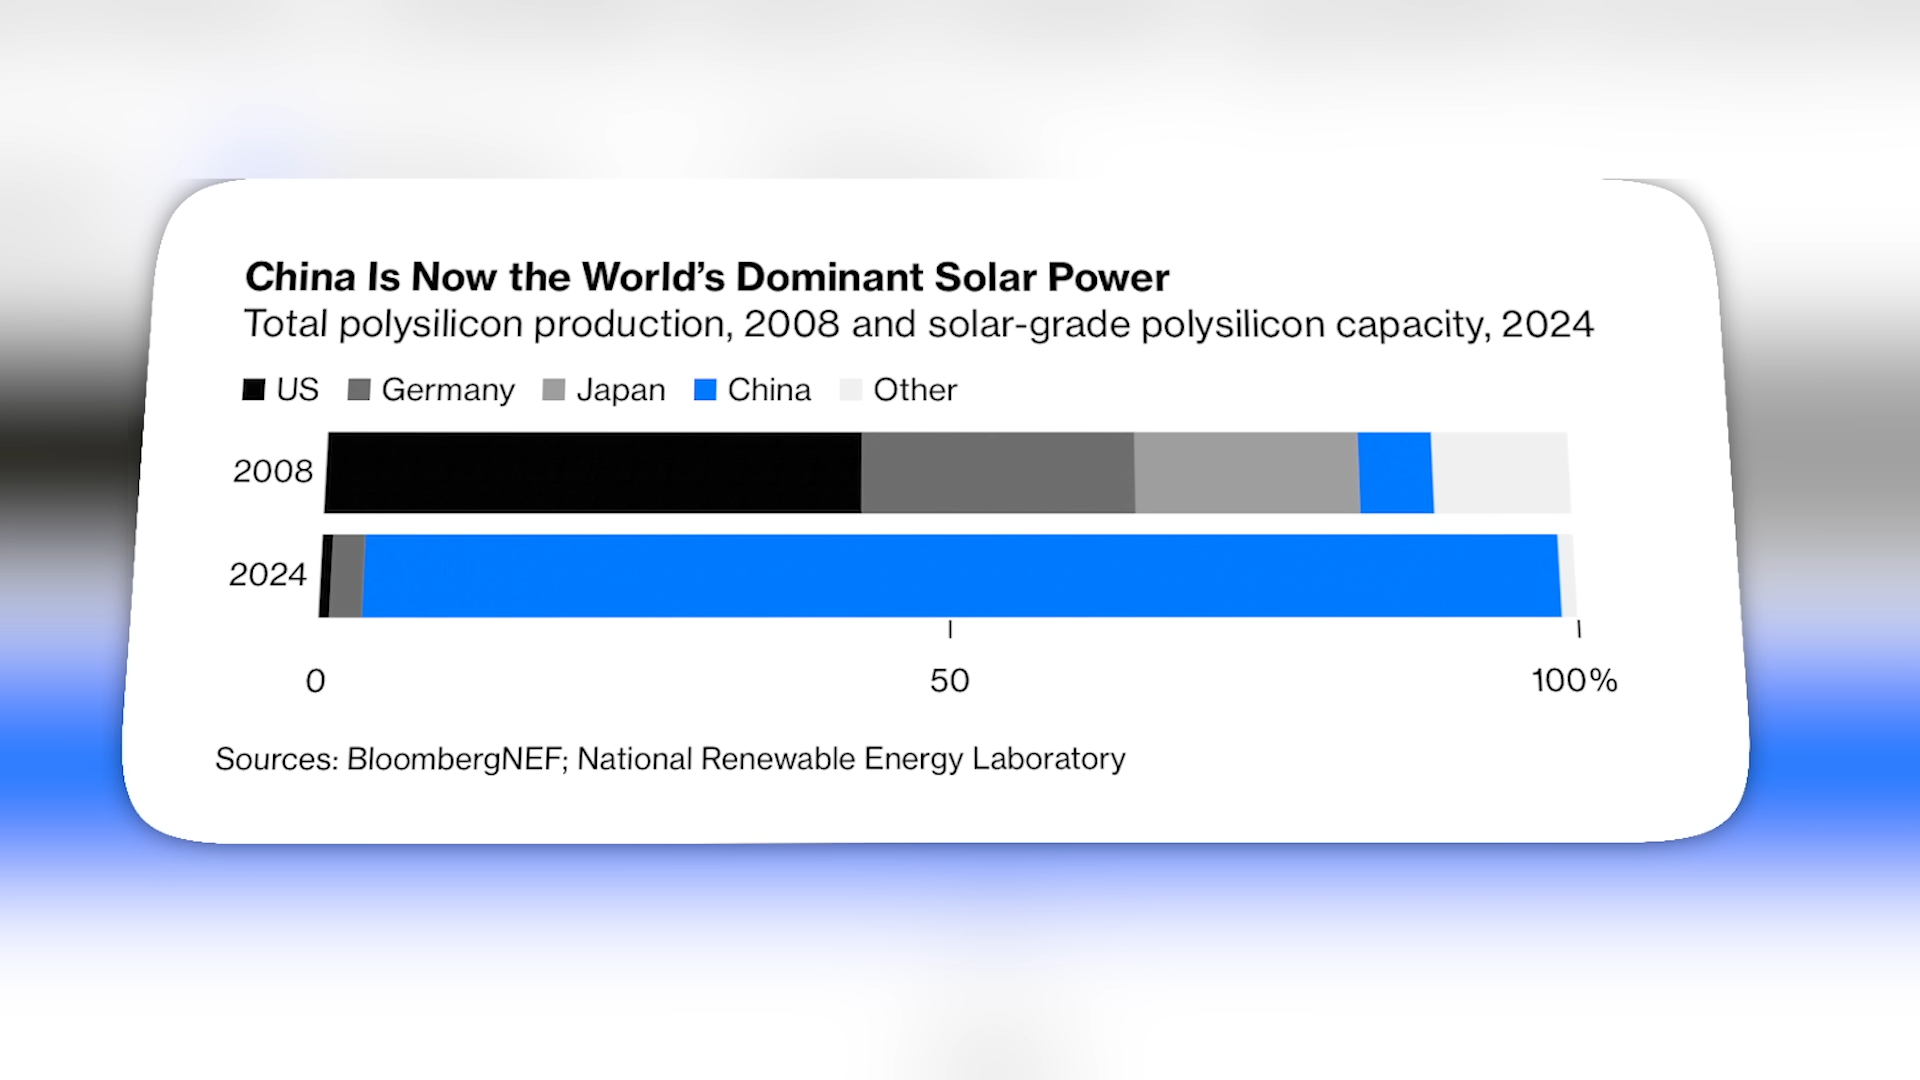 China Is Now the World’s Dominant Solar Power
Total polysilicon production, 2008 and solar-grade polysilicon capacity, 2024
US Germany Japan China Other
2008
2024
0 50 100%
Sources: BloombergNEF; National Renewable Energy Laboratory